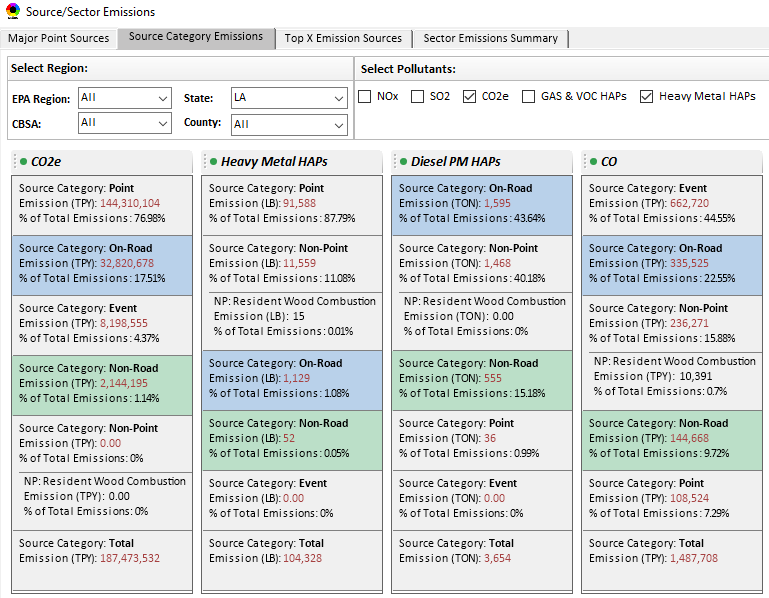 Source/Sector Emissions
Major Point Sources
Source Category Emissions
Top X Emission Sources
Sector Emissions Summary
Select Region:
EPA Region: All
State: LA
CBSA: All
County: All
Select Pollutants:
NOx
SO2
CO2e
GAS & VOC HAPs
Heavy Metal HAPs
CO2e
Source Category: Point
Emission (TPY): 144,310,104
% of Total Emissions: 76.98%
Source Category: On-Road
Emission (TPY): 32,820,678
% of Total Emissions: 17.51%
Source Category: Event
Emission (TPY): 8,198,555
% of Total Emissions: 4.37%
Source Category: Non-Road
Emission (TPY): 2,144,195
% of Total Emissions: 1.14%
Source Category: Non-Point
Emission (TPY): 0.00
% of Total Emissions: 0%
NP: Resident Wood Combustion
Emission (TPY): 0.00
% of Total Emissions: 0%
Source Category: Total
Emission (TPY): 187,473,532
Heavy Metal HAPs
Source Category: Point
Emission (LB): 91,588
% of Total Emissions: 87.79%
Source Category: Non-Point
Emission (LB): 11,559
% of Total Emissions: 11.08%
NP: Resident Wood Combustion
Emission (LB): 15
% of Total Emissions: 0.01%
Source Category: On-Road
Emission (LB): 1,129
% of Total Emissions: 1.08%
Source Category: Non-Road
Emission (LB): 52
% of Total Emissions: 0.05%
Source Category: Event
Emission (LB): 0.00
% of Total Emissions: 0%
Source Category: Total
Emission (LB): 104,328
Diesel PM HAPs
Source Category: On-Road
Emission (TON): 1,595
% of Total Emissions: 43.64%
Source Category: Non-Point
Emission (TON): 1,468
% of Total Emissions: 40.18%
NP: Resident Wood Combustion
Emission (TON): 0.00
% of Total Emissions: 0%
Source Category: Non-Road
Emission (TON): 555
% of Total Emissions: 15.18%
Source Category: Point
Emission (TON): 36
% of Total Emissions: 0.99%
Source Category: Event
Emission (TON): 0.00
% of Total Emissions: 0%
Source Category: Total
Emission (TON): 3,654
CO
Source Category: Event
Emission (TPY): 662,720
% of Total Emissions: 44.55%
Source Category: On-Road
Emission (TPY): 335,525
% of Total Emissions: 22.55%
Source Category: Non-Point
Emission (TPY): 236,271
% of Total Emissions: 15.88%
NP: Resident Wood Combustion
Emission (TPY): 10,391
% of Total Emissions: 0.7%
Source Category: Non-Road
Emission (TPY): 144,668
% of Total Emissions: 9.72%
Source Category: Point
Emission (TPY): 108,524
% of Total Emissions: 7.29%
Source Category: Total
Emission (TPY): 1,487,708